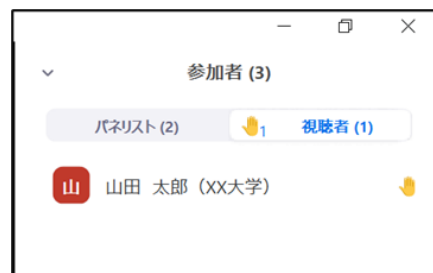 参加者 (3)
パネリスト (2) 1 視聴者 (1)
山 山田 太郎（XX大学）